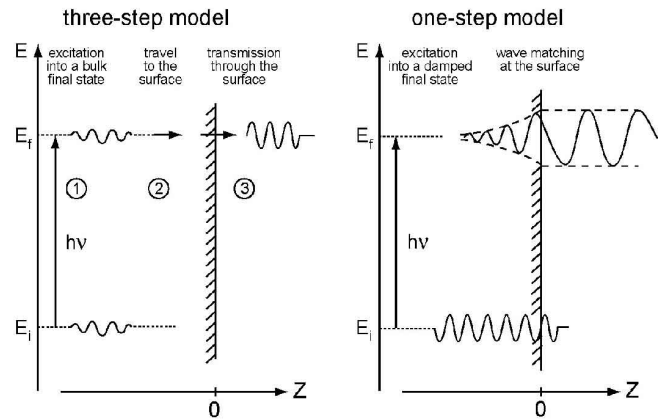 three-step model
E
excitation
into a bulk
final state
travel
to the
surface
transmission
through the
surface
E_f
1
2
3
hν
E_i
0
Z
one-step model
E
excitation
into a damped
final state
wave matching
at the surface
E_f
hν
E_i
0
Z